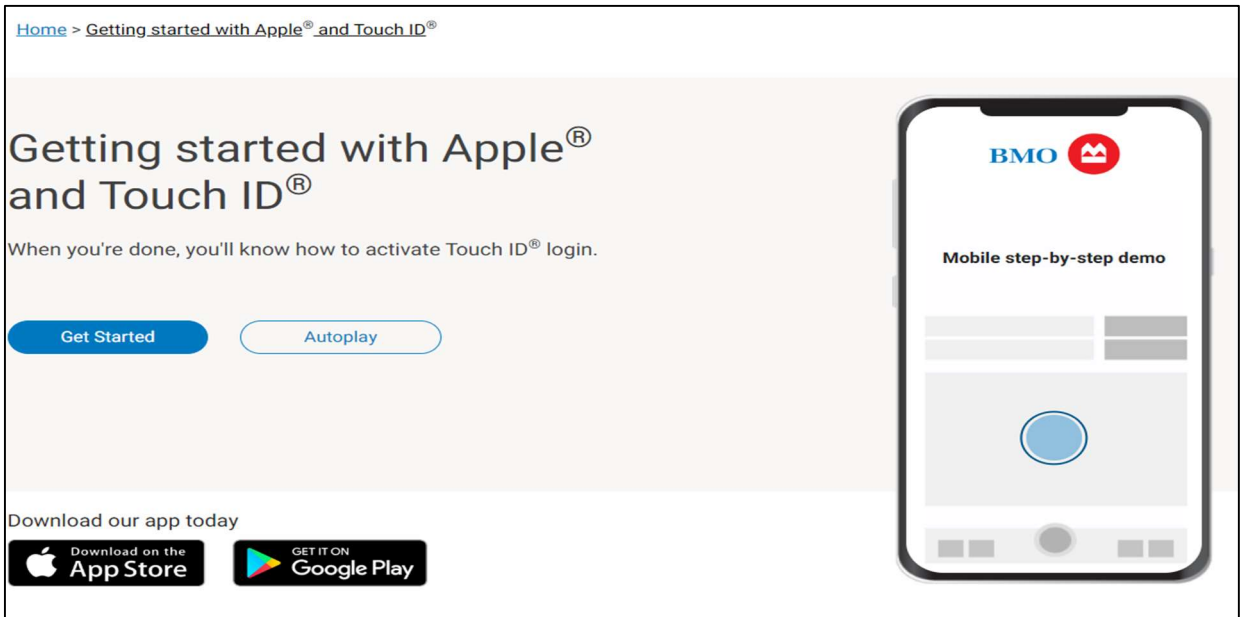 Home > Getting started with Apple® and Touch ID®
Getting started with Apple®
and Touch ID®
When you're done, you'll know how to activate Touch ID® login.
Get Started
Autoplay
BMO
Mobile step-by-step demo
Download our app today
Download on the
App Store
GET IT ON
Google Play